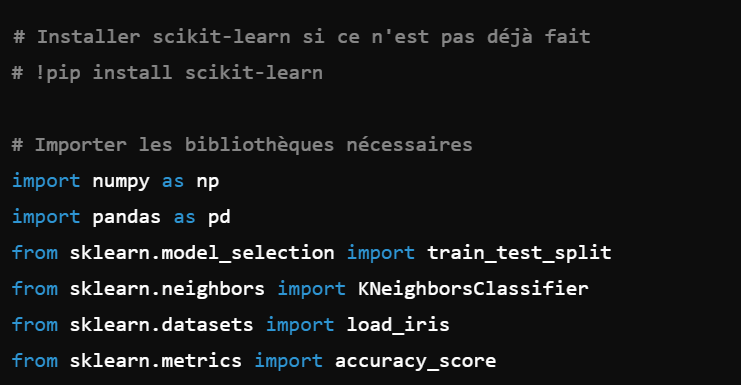 # Installer scikit-learn si ce n'est pas déjà fait
# !pip install scikit-learn
# Importer les bibliothèques nécessaires
import numpy as np
import pandas as pd
from sklearn.model_selection import train_test_split
from sklearn.neighbors import KNeighborsClassifier
from sklearn.datasets import load_iris
from sklearn.metrics import accuracy_score